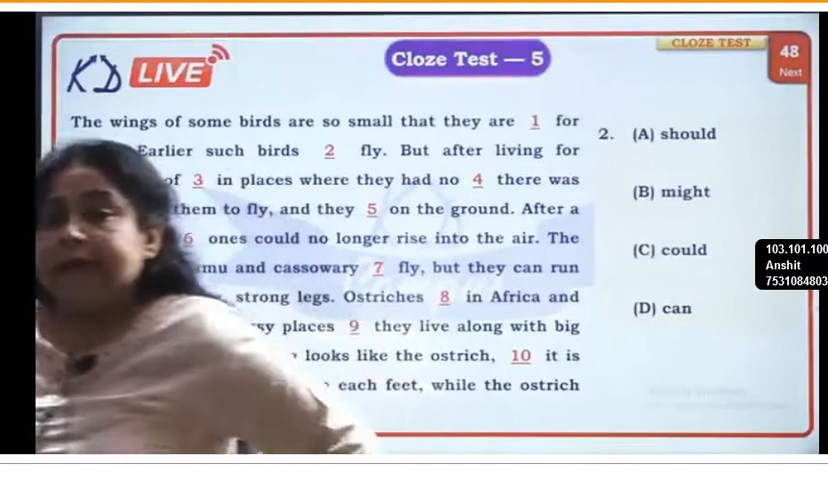 KD LIVE
Cloze Test — 5
CLOZE TEST
48
Next
The wings of some birds are so small that they are 1 for
Earlier such birds 2 fly. But after living for
of 3 in places where they had no 4 there was
them to fly, and they 5 on the ground. After a
6 ones could no longer rise into the air. The
emu and cassowary 7 fly, but they can run
strong legs. Ostriches 8 in Africa and
places 9 they live along with big
looks like the ostrich, 10 it is
each feet, while the ostrich
2. (A) should
(B) might
(C) could
(D) can
103.101.100
Anshit
7531084803